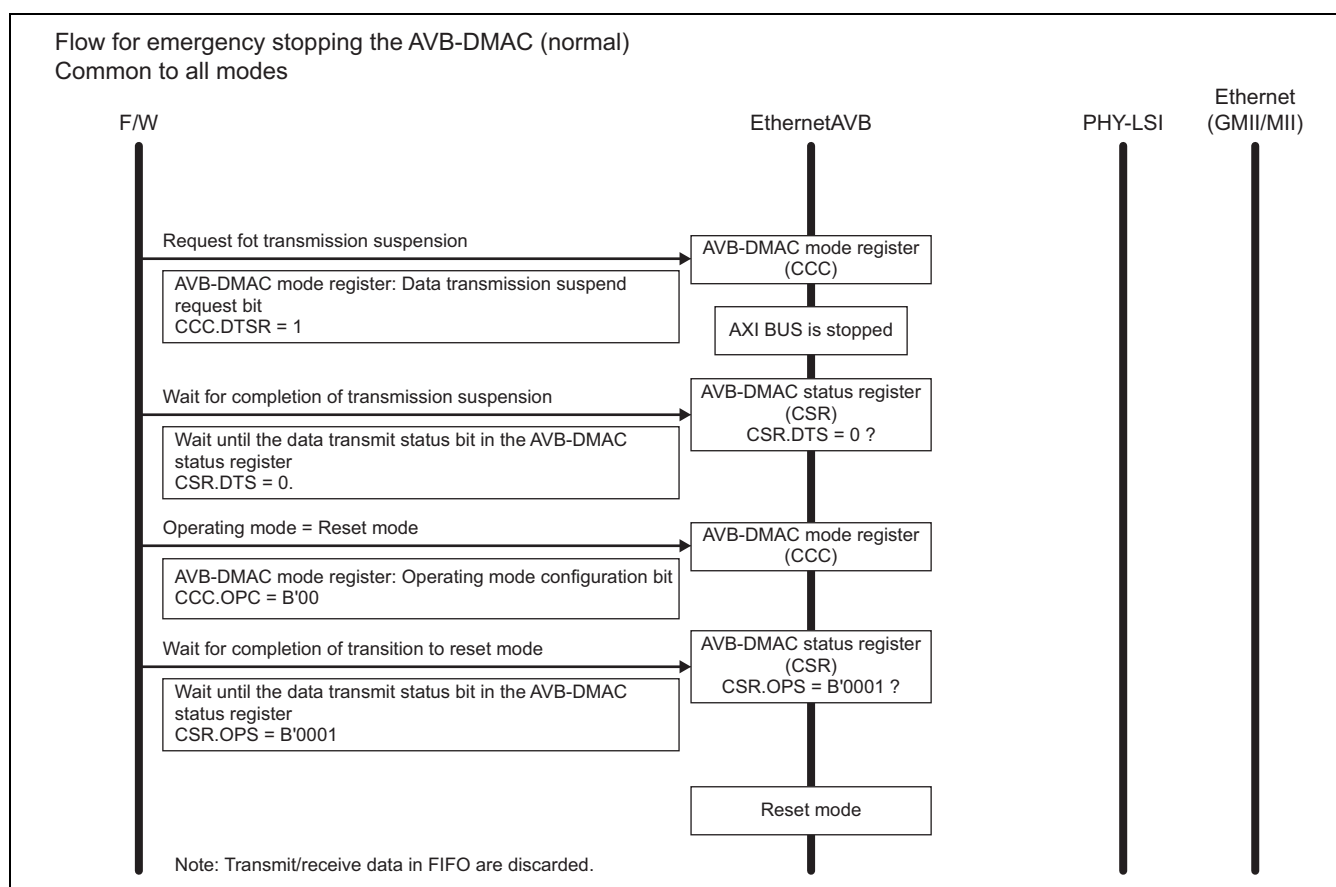 Flow for emergency stopping the AVB-DMAC (normal)
Common to all modes
F/W
EthernetAVB
PHY-LSI
Ethernet
(GMII/MII)
Request fot transmission suspension
AVB-DMAC mode register
(CCC)
AVB-DMAC mode register: Data transmission suspend
request bit
CCC.DTSR = 1
AXI BUS is stopped
Wait for completion of transmission suspension
AVB-DMAC status register
(CSR)
CSR.DTS = 0 ?
Wait until the data transmit status bit in the AVB-DMAC
status register
CSR.DTS = 0.
Operating mode = Reset mode
AVB-DMAC mode register
(CCC)
AVB-DMAC mode register: Operating mode configuration bit
CCC.OPC = B'00
Wait for completion of transition to reset mode
AVB-DMAC status register
(CSR)
CSR.OPS = B'0001 ?
Wait until the data transmit status bit in the AVB-DMAC
status register
CSR.OPS = B'0001
Reset mode
Note: Transmit/receive data in FIFO are discarded.